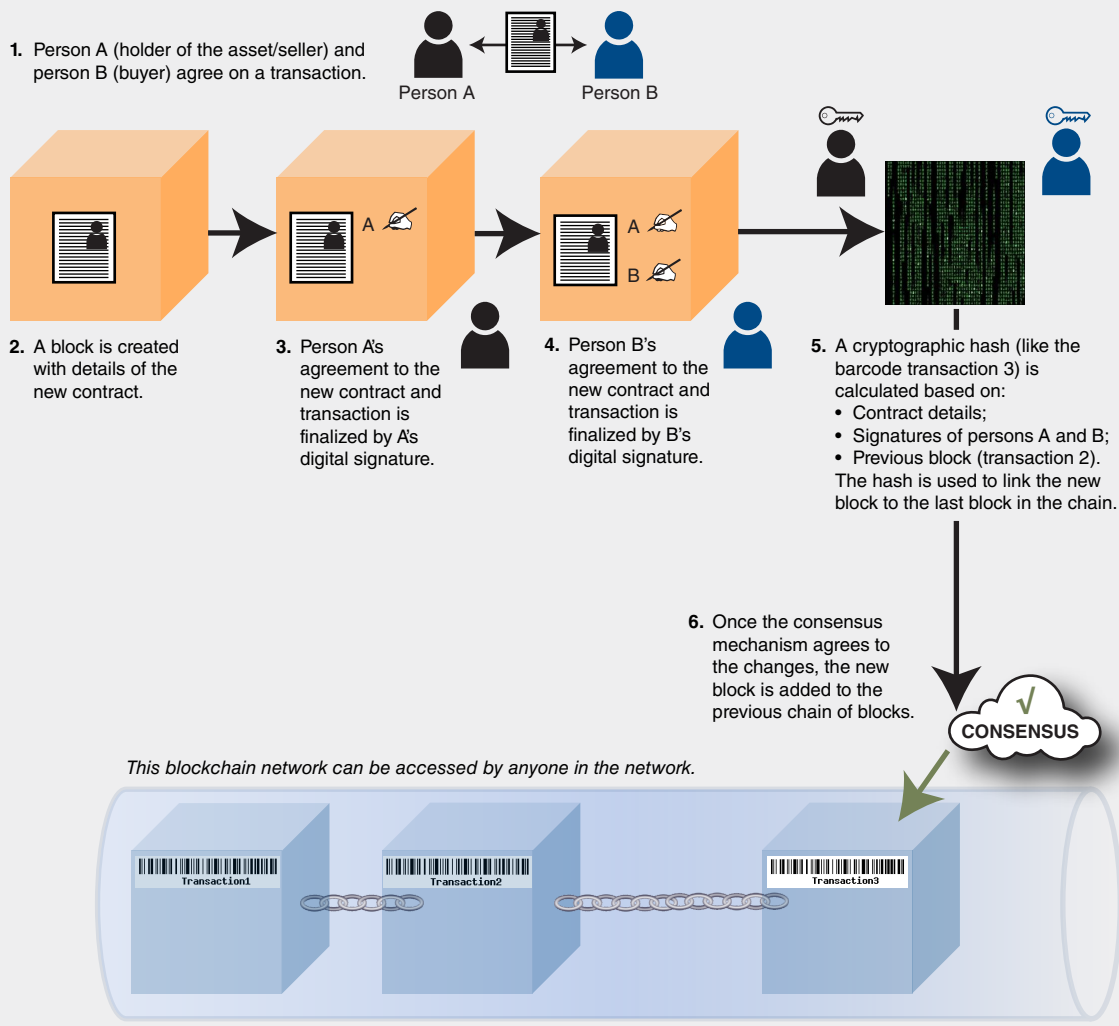 1. Person A (holder of the asset/seller) and
person B (buyer) agree on a transaction.
Person A
Person B
A
A
B
2. A block is created
with details of the
new contract.
3. Person A's
agreement to the
new contract and
transaction is
finalized by A's
digital signature.
4. Person B's
agreement to the
new contract and
transaction is
finalized by B's
digital signature.
5. A cryptographic hash (like the
barcode transaction 3) is
calculated based on:
• Contract details;
• Signatures of persons A and B;
• Previous block (transaction 2).
The hash is used to link the new
block to the last block in the chain.
6. Once the consensus
mechanism agrees to
the changes, the new
block is added to the
previous chain of blocks.
√
CONSENSUS
This blockchain network can be accessed by anyone in the network.
Transaction1
Transaction2
Transaction3